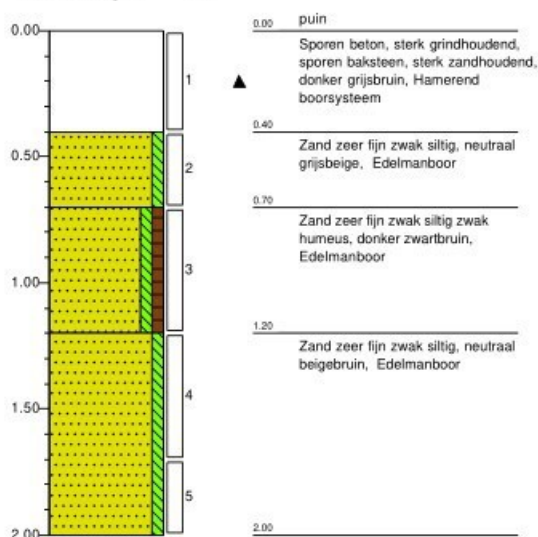 0.00
0.50
1.00
1.50
2.00
1
2
3
4
5
0.00
puin
Sporen beton, sterk grindhoudend,
sporen baksteen, sterk zandhoudend,
donker grijsbruin, Hamerend
boorsysteem
0.40
Zand zeer fijn zwak siltig, neutraal
grijsbeige, Edelmanboor
0.70
Zand zeer fijn zwak siltig zwak
humeus, donker zwartbruin,
Edelmanboor
1.20
Zand zeer fijn zwak siltig, neutraal
beigebruin, Edelmanboor
2.00